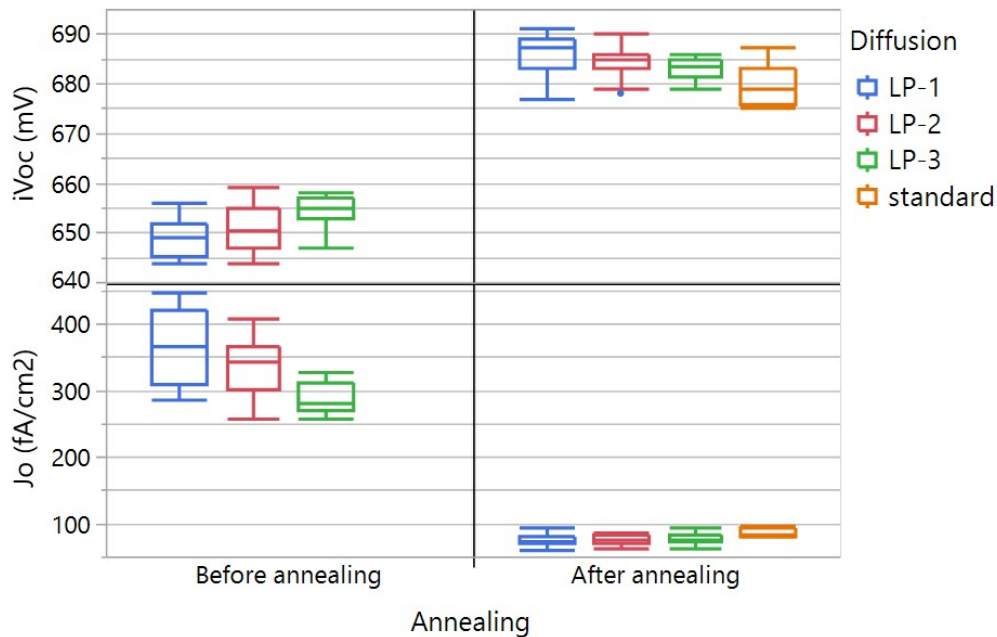 iVoc (mV)
690
680
670
660
650
640
Jo (fA/cm2)
400
300
200
100
Before annealing
After annealing
Annealing
Diffusion
LP-1
LP-2
LP-3
standard